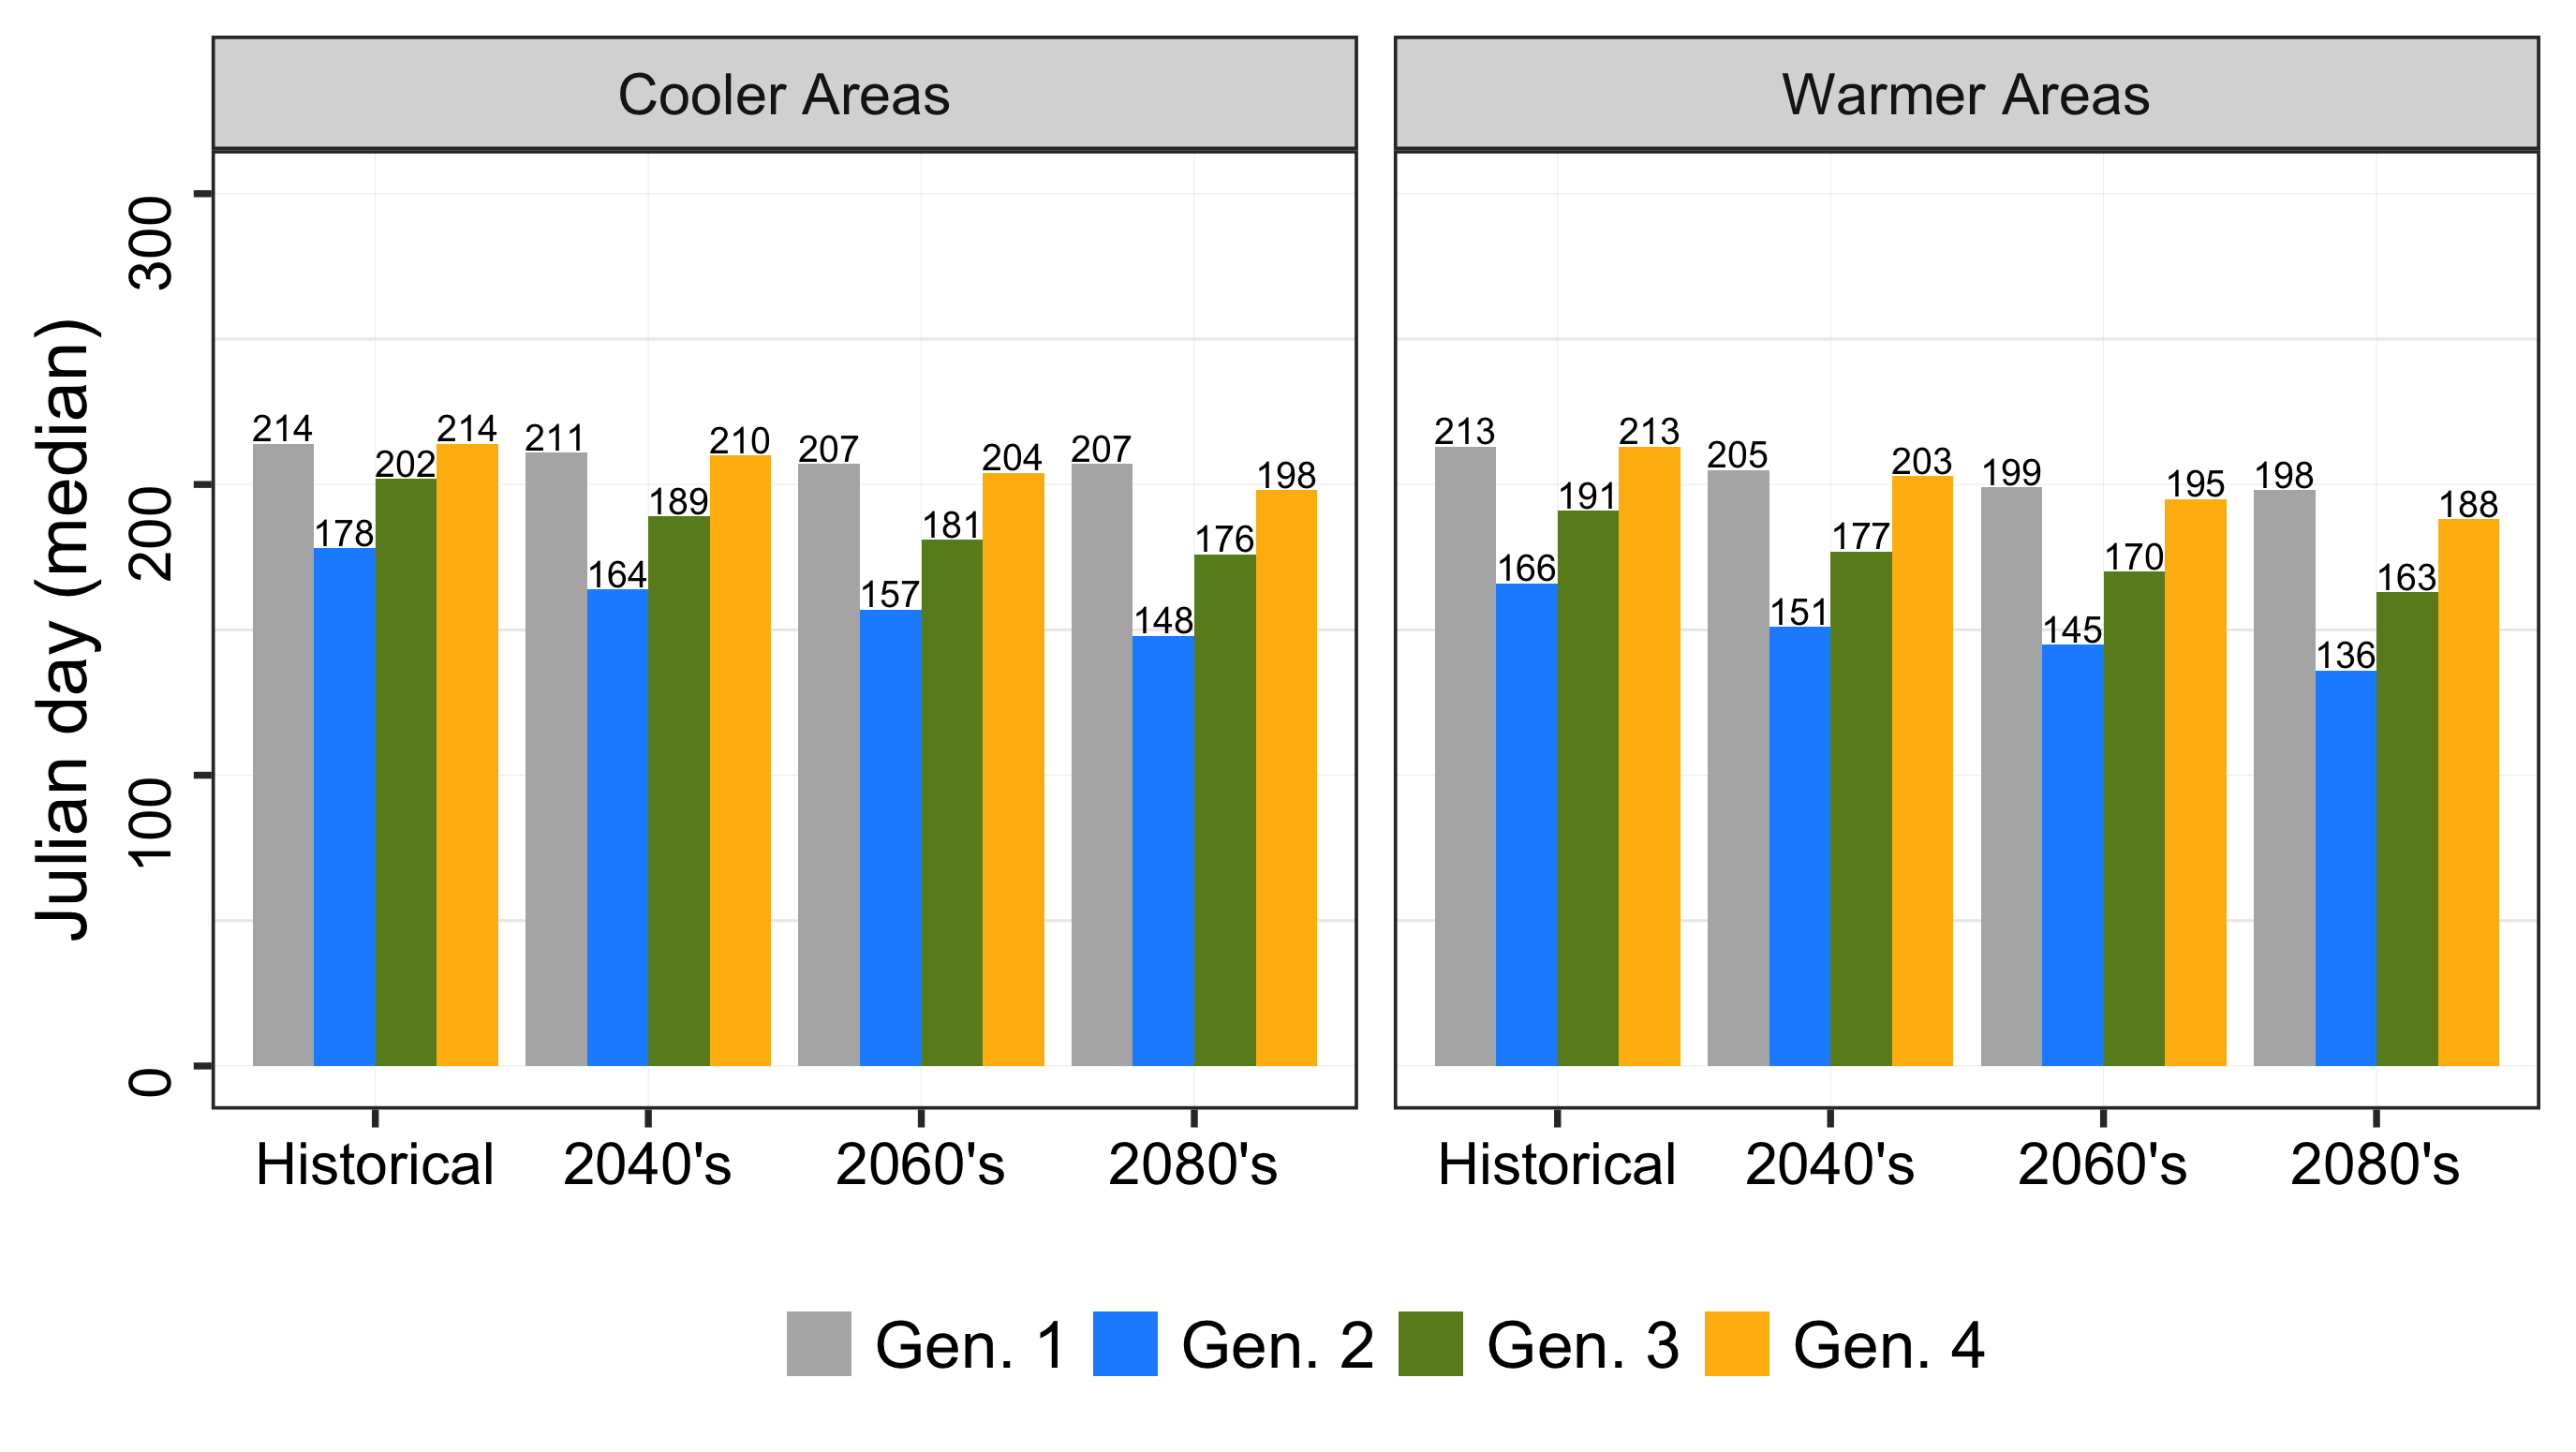 Cooler Areas
Warmer Areas
Julian day (median)
300
200
100
0
214 178 202 214 211 164 189 210 207 157 181 204 207 148 176 198
213 166 191 213 205 151 177 203 199 145 170 195 198 136 163 188
Historical 2040's 2060's 2080's
Historical 2040's 2060's 2080's
Gen. 1 Gen. 2 Gen. 3 Gen. 4